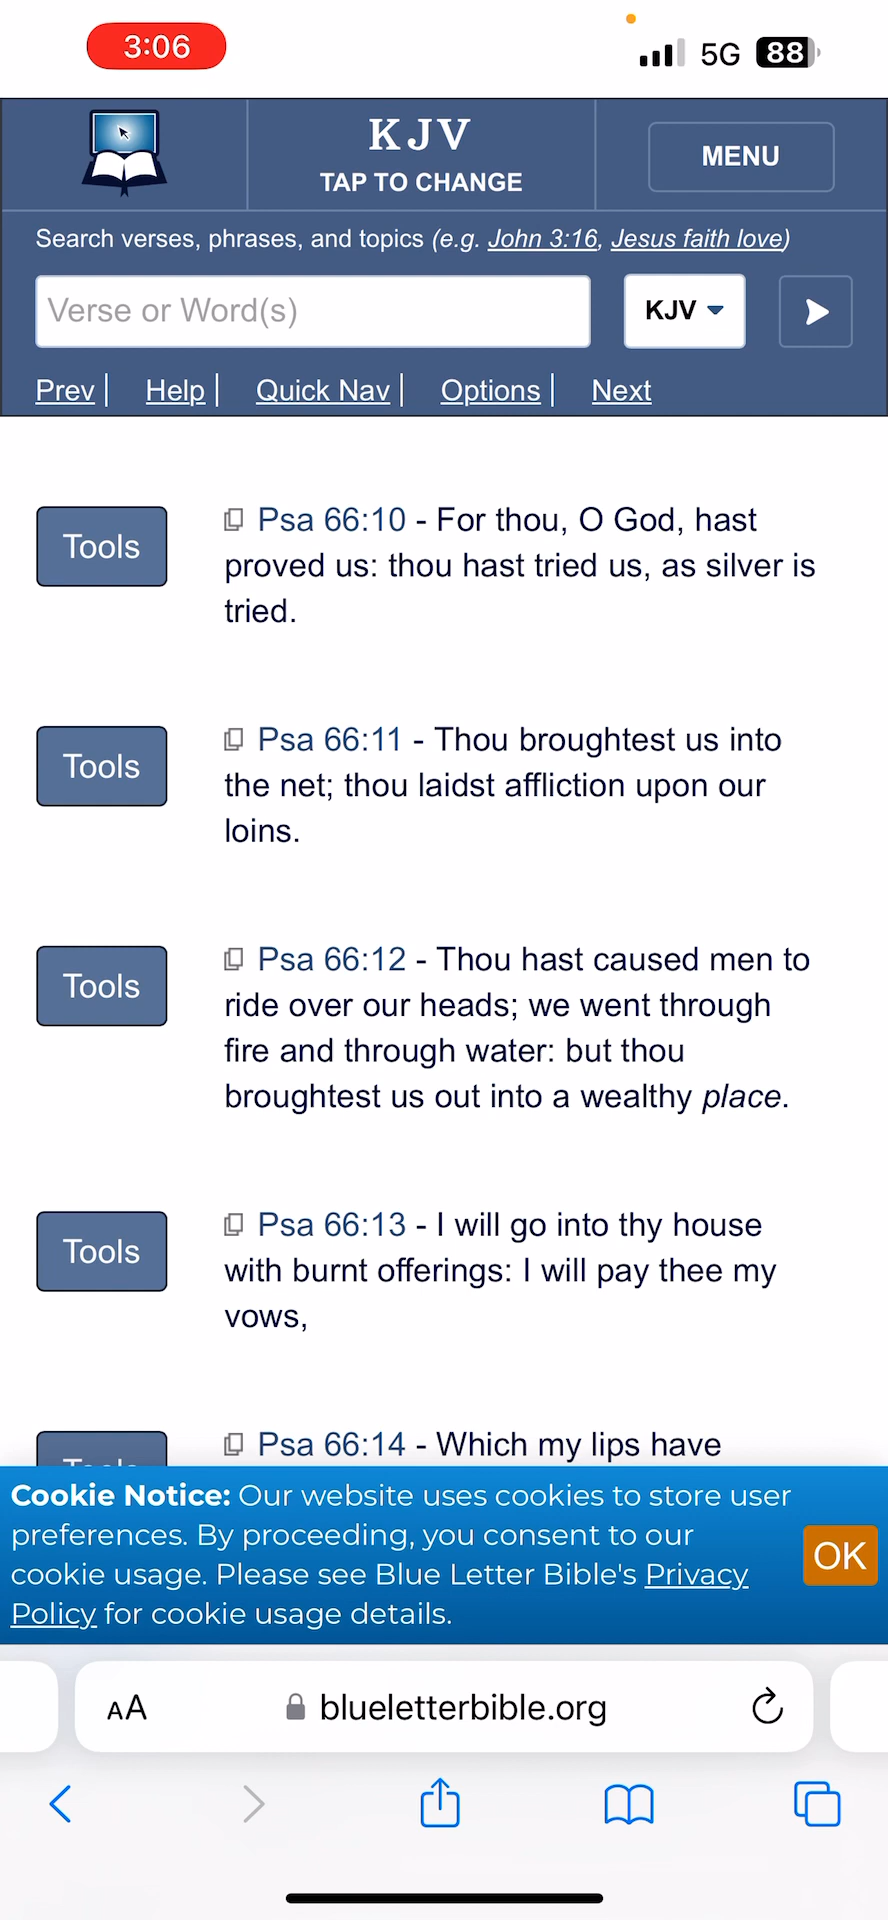 3:06
5G 88
KJV
TAP TO CHANGE
MENU
Search verses, phrases, and topics (e.g. John 3:16, Jesus faith love)
Verse or Word(s)
KJV
Prev | Help | Quick Nav | Options | Next
Tools
Psa 66:10 - For thou, O God, hast
proved us: thou hast tried us, as silver is
tried.
Tools
Psa 66:11 - Thou broughtest us into
the net; thou laidst affliction upon our
loins.
Tools
Psa 66:12 - Thou hast caused men to
ride over our heads; we went through
fire and through water: but thou
broughtest us out into a wealthy place.
Tools
Psa 66:13 - I will go into thy house
with burnt offerings: I will pay thee my
vows,
Tools
Psa 66:14 - Which my lips have
Cookie Notice: Our website uses cookies to store user
preferences. By proceeding, you consent to our
cookie usage. Please see Blue Letter Bible's Privacy
Policy for cookie usage details.
OK
AA
blueletterbible.org